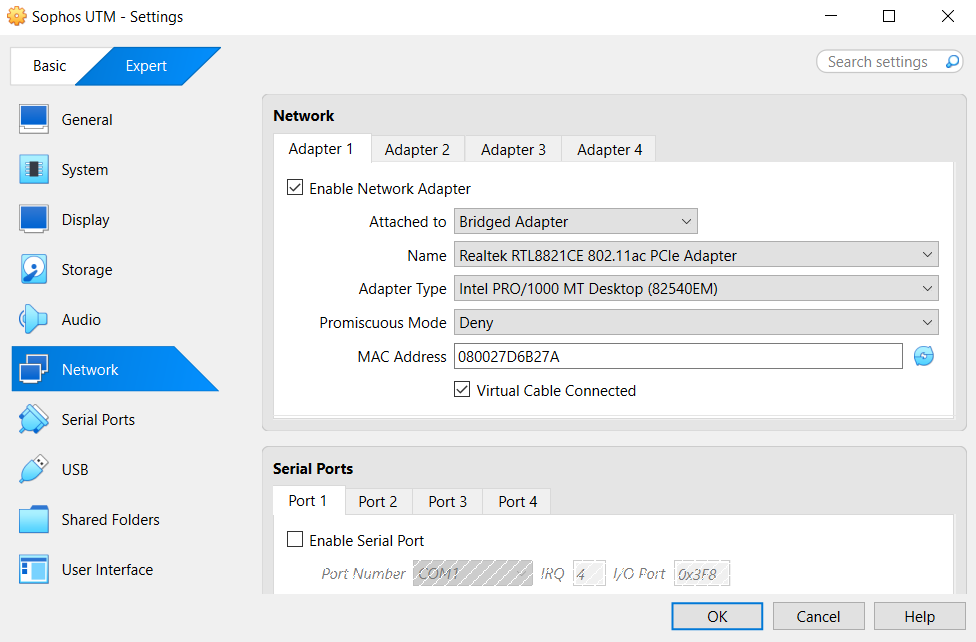 Sophos UTM - Settings
Basic
Expert
Search settings
General
System
Display
Storage
Audio
Network
Serial Ports
USB
Shared Folders
User Interface
Network
Adapter 1 Adapter 2 Adapter 3 Adapter 4
Enable Network Adapter
Attached to Bridged Adapter
Name Realtek RTL8821CE 802.11ac PCIe Adapter
Adapter Type Intel PRO/1000 MT Desktop (82540EM)
Promiscuous Mode Deny
MAC Address 080027D6B27A
Virtual Cable Connected
Serial Ports
Port 1 Port 2 Port 3 Port 4
Enable Serial Port
Port Number COM1 IRQ 4 I/O Port 0x3F8
OK Cancel Help